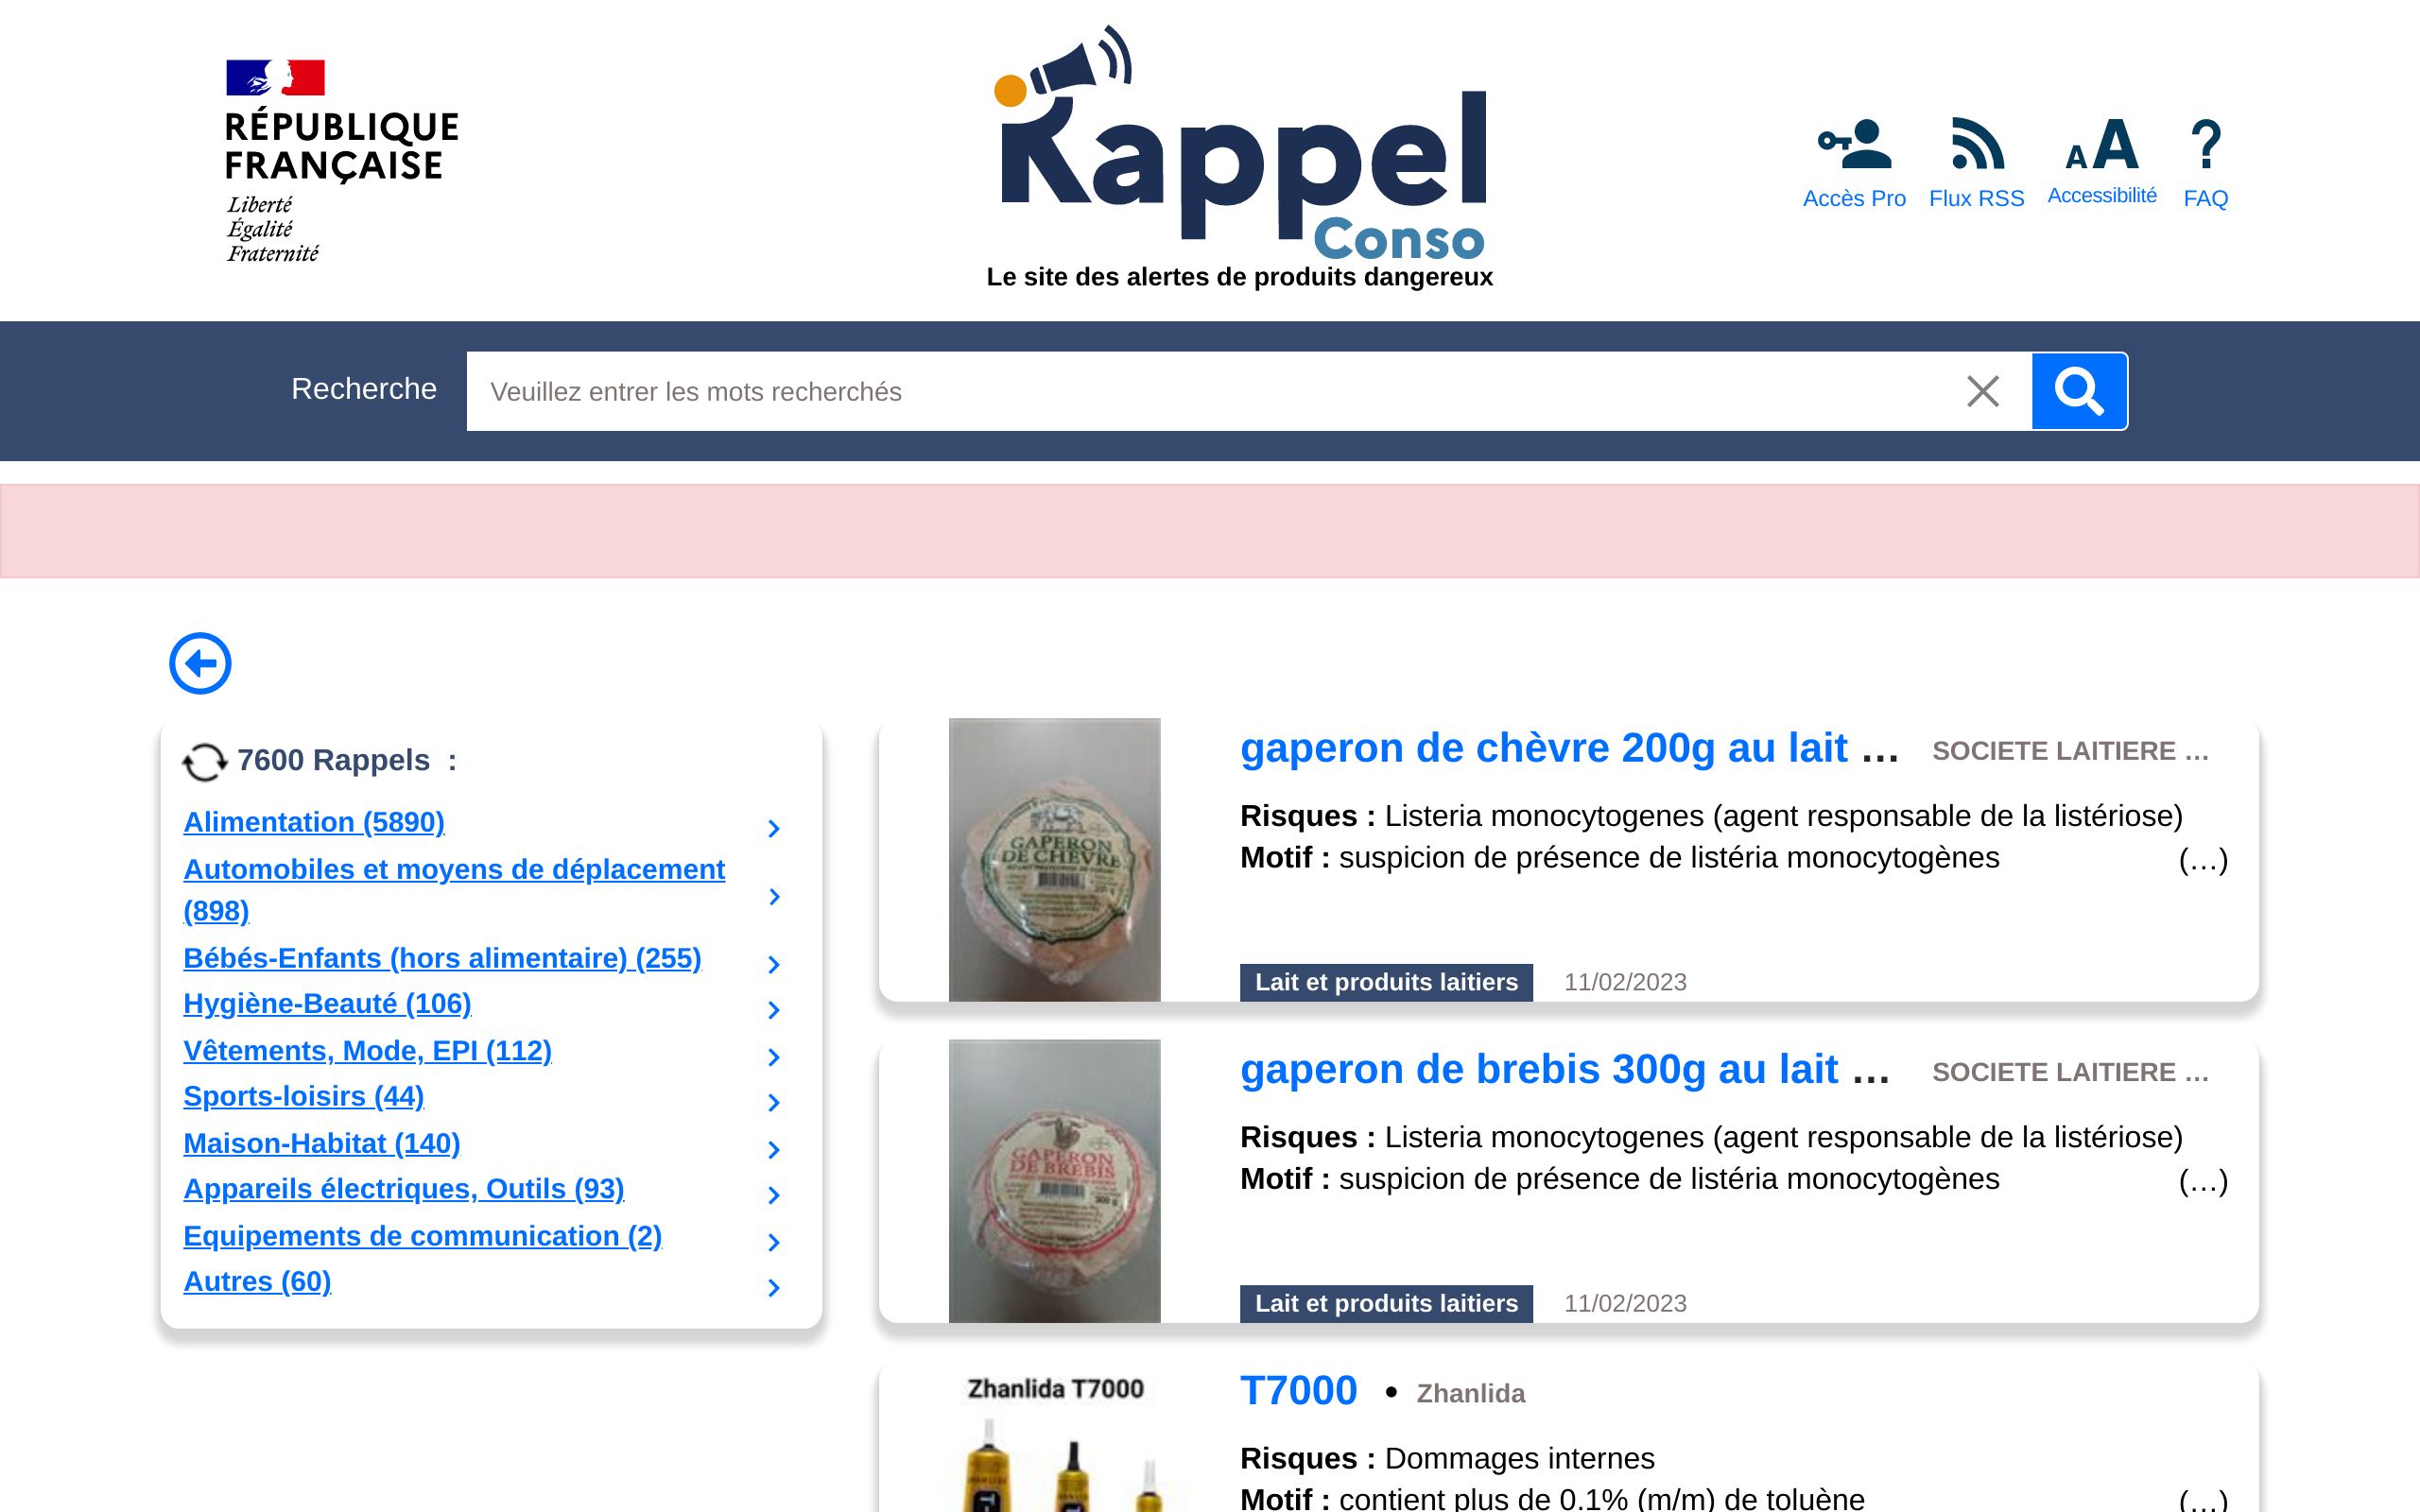 RÉPUBLIQUE
FRANÇAISE
Liberté
Égalité
Fraternité
Rappel
Conso
Le site des alertes de produits dangereux
Accès Pro
Flux RSS
AA
Accessibilité
?
FAQ
Recherche
Veuillez entrer les mots recherchés
7600 Rappels :
Alimentation (5890)
Automobiles et moyens de déplacement
(898)
Bébés-Enfants (hors alimentaire) (255)
Hygiène-Beauté (106)
Vêtements, Mode, EPI (112)
Sports-loisirs (44)
Maison-Habitat (140)
Appareils électriques, Outils (93)
Equipements de communication (2)
Autres (60)
GAPERON
DE CHÈVRE
gaperon de chèvre 200g au lait … SOCIETE LAITIERE …
Risques : Listeria monocytogenes (agent responsable de la listériose)
Motif : suspicion de présence de listéria monocytogènes (…)
Lait et produits laitiers 11/02/2023
GAPERON
DE BREBIS
gaperon de brebis 300g au lait … SOCIETE LAITIERE …
Risques : Listeria monocytogenes (agent responsable de la listériose)
Motif : suspicion de présence de listéria monocytogènes (…)
Lait et produits laitiers 11/02/2023
Zhanlida T7000
T7000 • Zhanlida
Risques : Dommages internes
Motif : contient plus de 0.1% (m/m) de toluène (…)